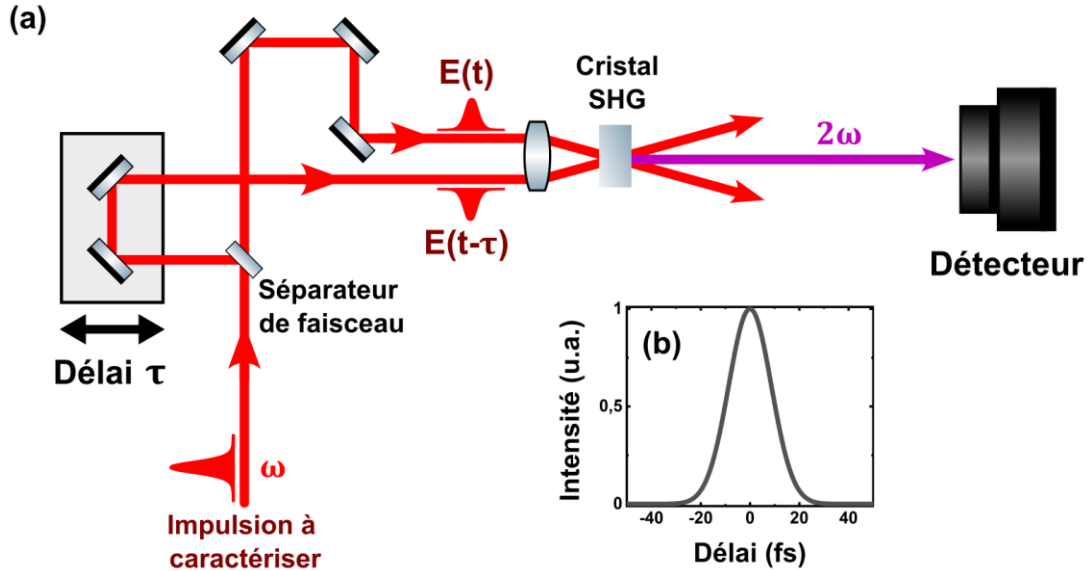 (a)
E(t)
Cristal
SHG
2ω
E(t-τ)
Détecteur
Séparateur
de faisceau
Délai τ
ω
Impulsion à
caractériser
(b)
Intensité (u.a.)
1
0,5
0
-40
-20
0
20
40
Délai (fs)